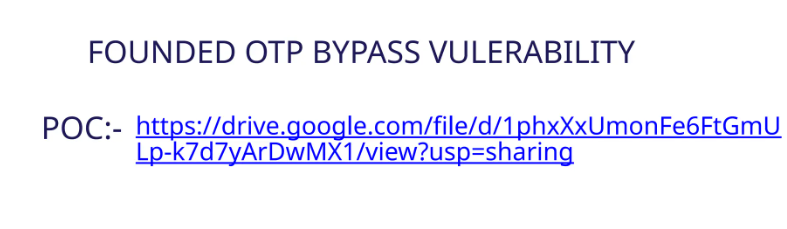 FOUNDED OTP BYPASS VULERABILITY
POC:- https://drive.google.com/file/d/1phxXxUmonFe6FtGmU
Lp-k7d7yArDwMX1/view?usp=sharing